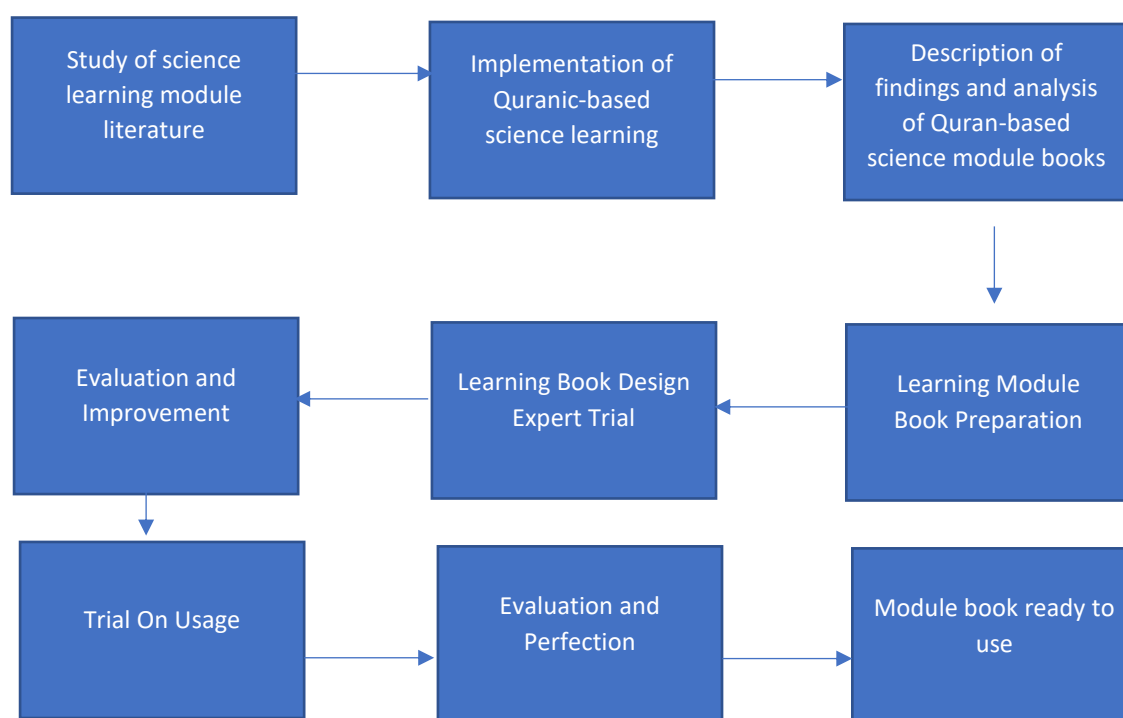 Study of science
learning module
literature
Implementation of
Quranic-based
science learning
Description of
findings and analysis
of Quran-based
science module books
Learning Module
Book Preparation
Learning Book Design
Expert Trial
Evaluation and
Improvement
Trial On Usage
Evaluation and
Perfection
Module book ready to
use